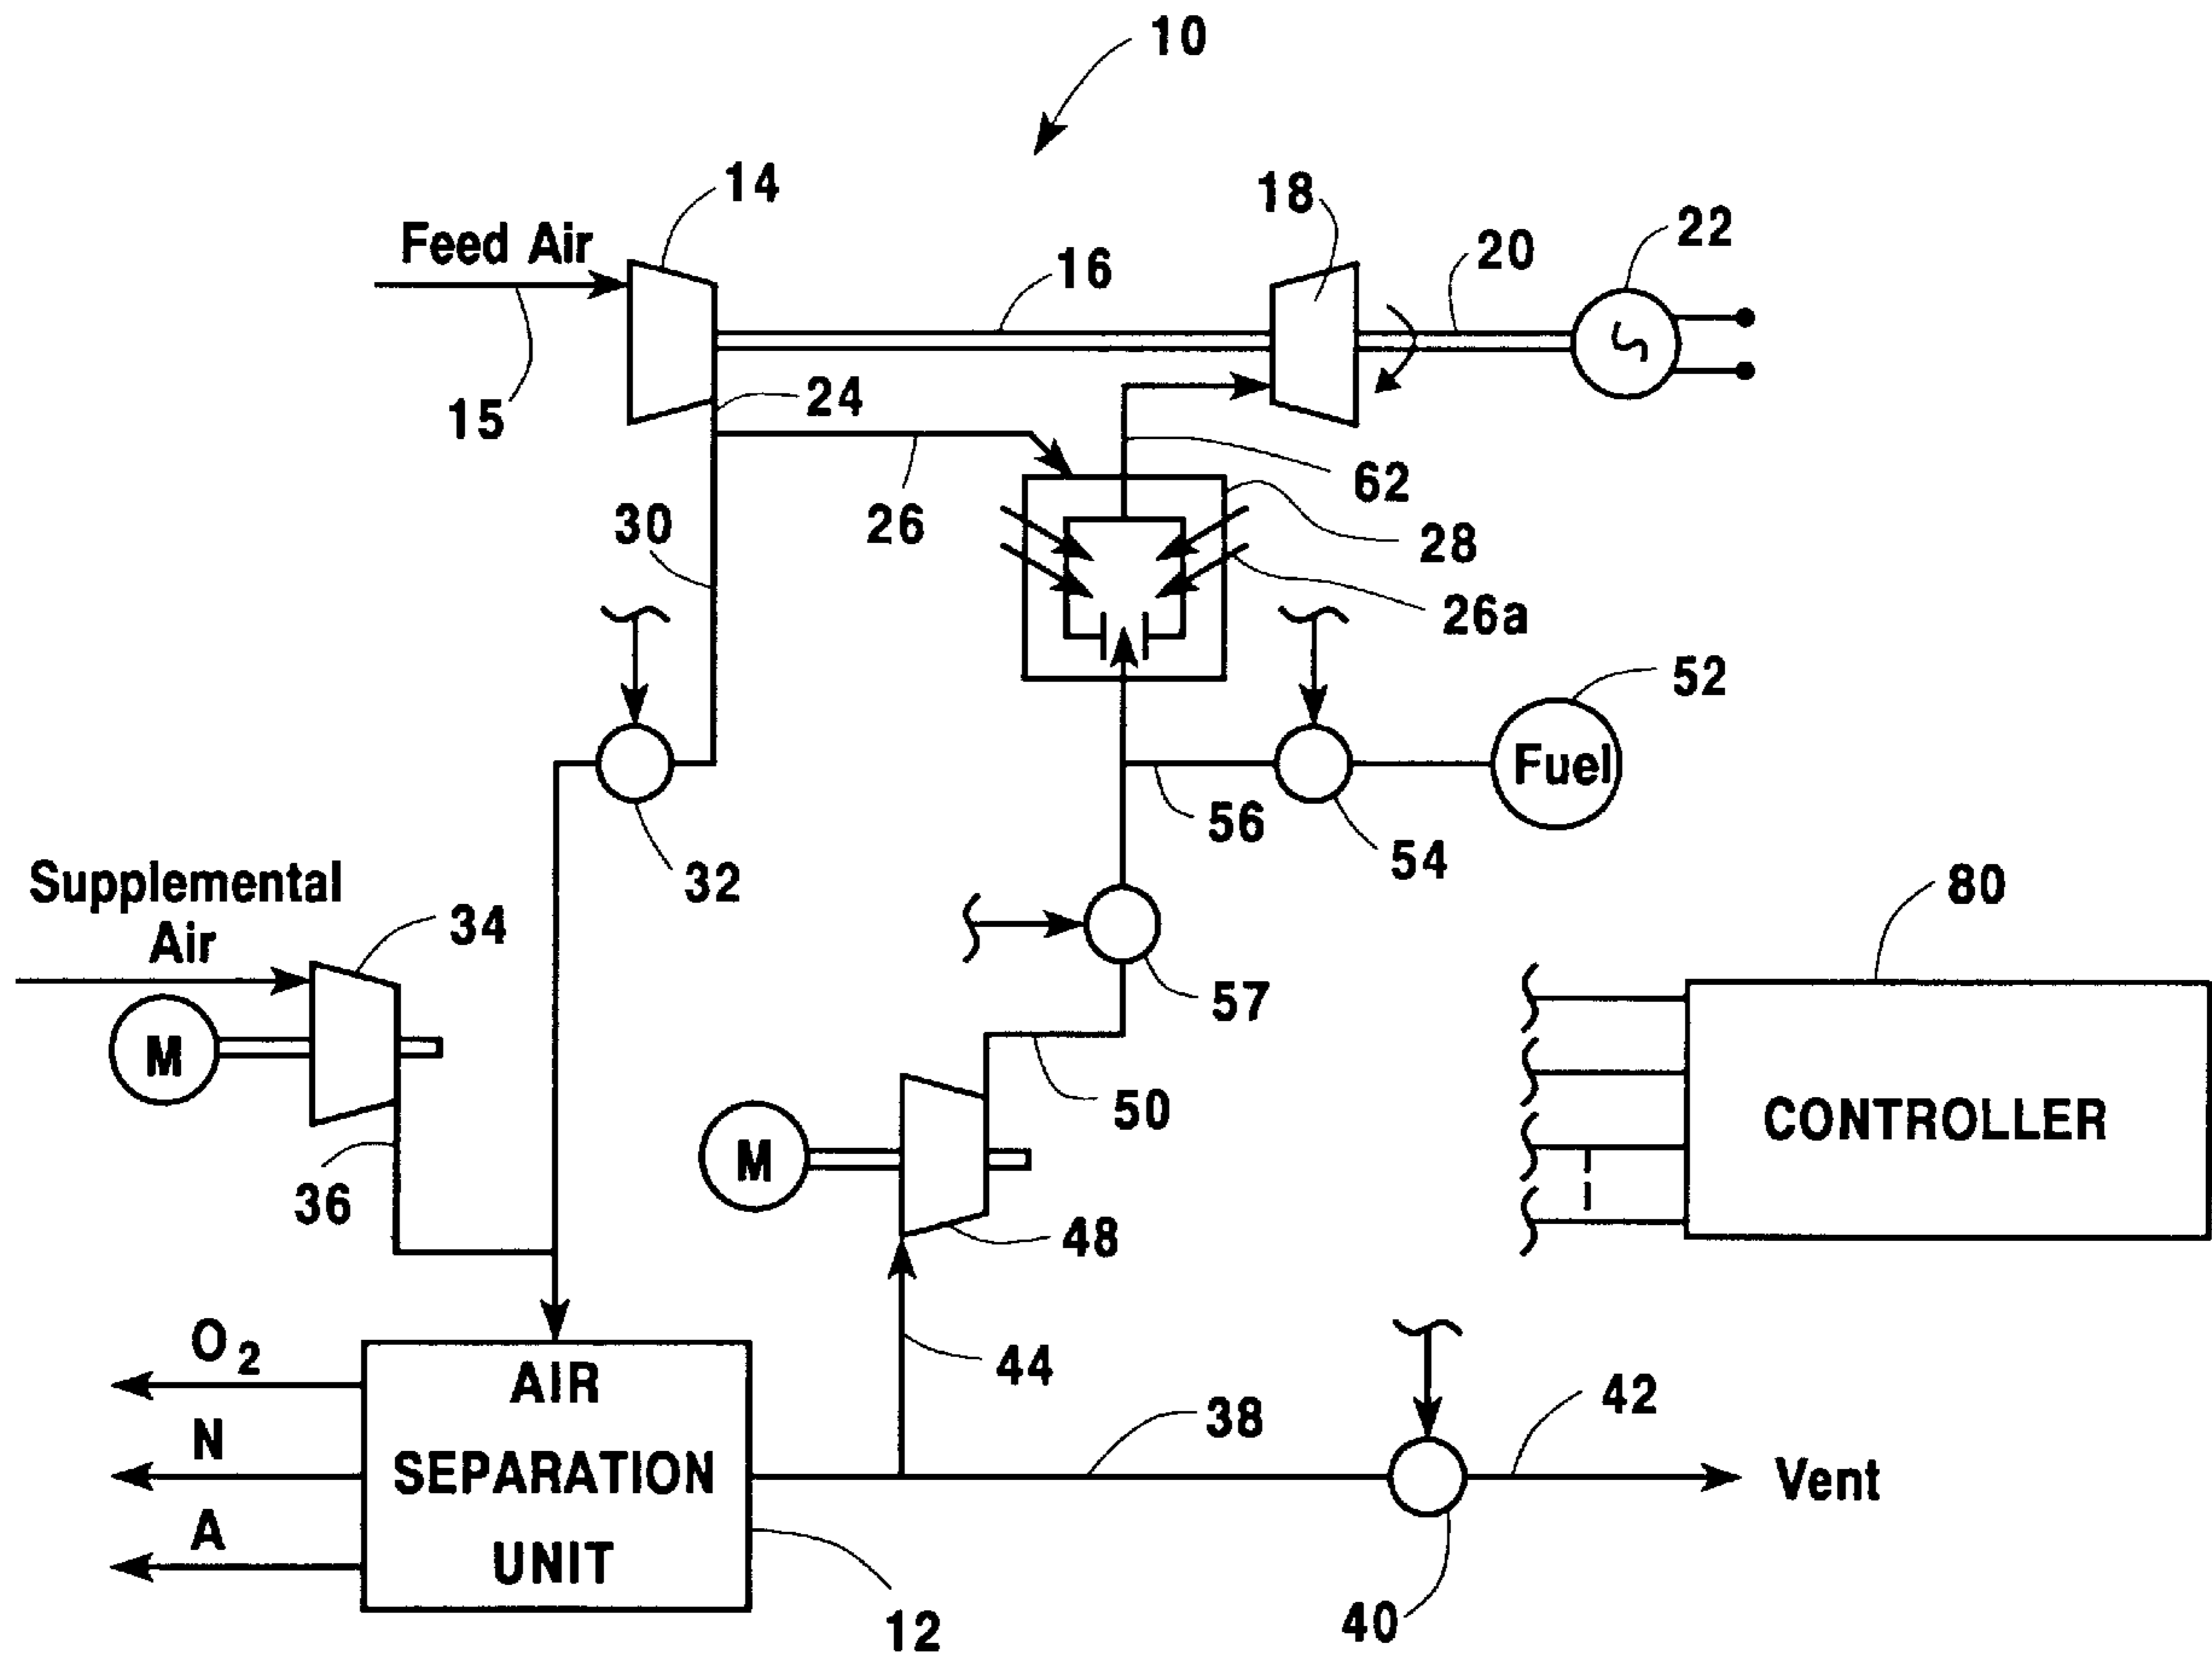 10
14
18
22
Feed Air
16
20
15
24
62
30
26
28
26a
52
Fuel
56
54
32
Supplemental
Air
34
80
57
M
50
CONTROLLER
M
36
48
O2
AIR
44
42
38
N
SEPARATION
Vent
A
UNIT
12
40